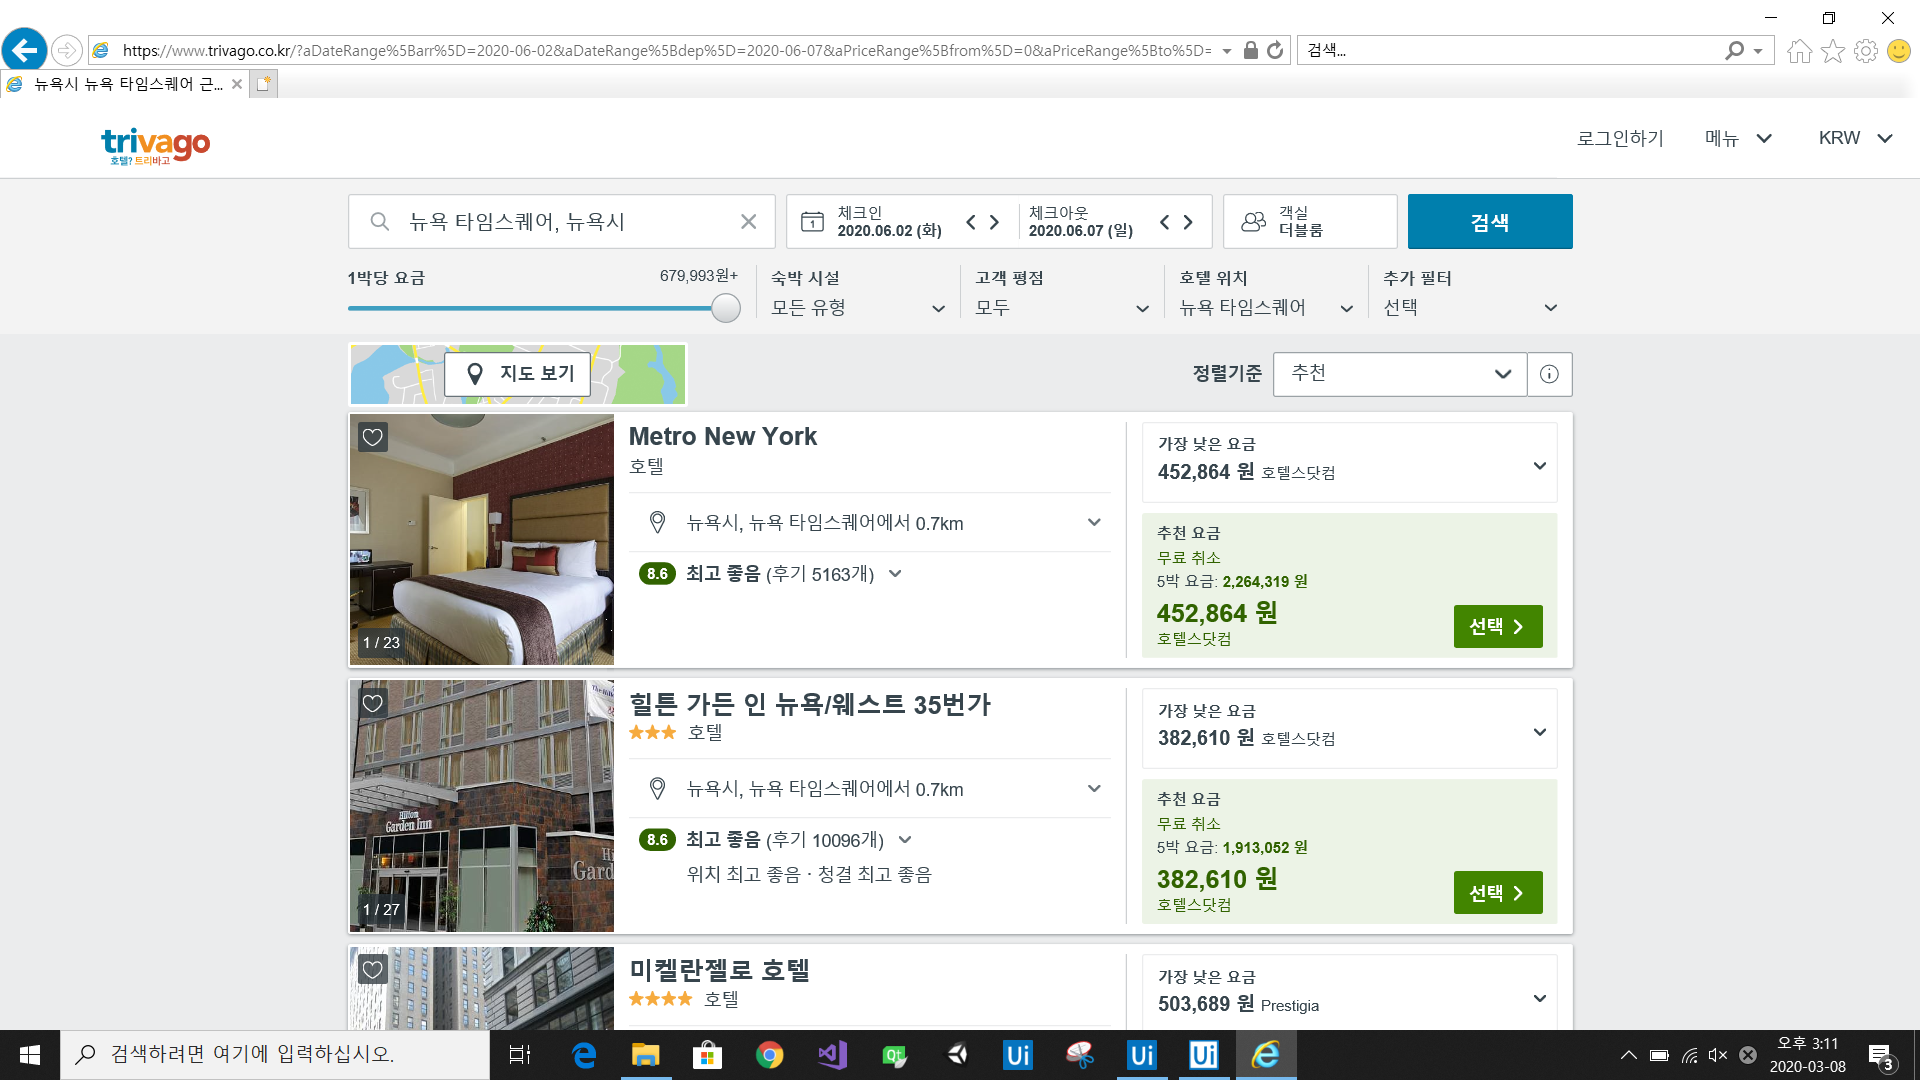 https://www.trivago.co.kr/?aDateRange%5Barr%5D=2020-06-02&aDateRange%5Bdep%5D=2020-06-07&aPriceRange%5Bfrom%5D=0&aPriceRange%5Bto%5D=
검색...
뉴욕시 뉴욕 타임스퀘어 근...
trivago
호텔? 트리바고
로그인하기
메뉴
KRW
뉴욕 타임스퀘어, 뉴욕시
체크인
2020.06.02 (화)
체크아웃
2020.06.07 (일)
객실
더블룸
검색
1박당 요금
679,993원+
숙박 시설
모든 유형
고객 평점
모두
호텔 위치
뉴욕 타임스퀘어
추가 필터
선택
지도 보기
정렬기준
추천
Metro New York
호텔
뉴욕시, 뉴욕 타임스퀘어에서 0.7km
8.6 최고 좋음 (후기 5163개)
1 / 23
가장 낮은 요금
452,864 원 호텔스닷컴
추천 요금
무료 취소
5박 요금: 2,264,319 원
452,864 원
호텔스닷컴
선택
힐튼 가든 인 뉴욕/웨스트 35번가
호텔
뉴욕시, 뉴욕 타임스퀘어에서 0.7km
8.6 최고 좋음 (후기 10096개)
위치 최고 좋음 · 청결 최고 좋음
Hilton
Garden Inn
1 / 27
가장 낮은 요금
382,610 원 호텔스닷컴
추천 요금
무료 취소
5박 요금: 1,913,052 원
382,610 원
호텔스닷컴
선택
미켈란젤로 호텔
호텔
가장 낮은 요금
503,689 원 Prestigia
검색하려면 여기에 입력하십시오.
Qt
Ui
Ui
Ui
오후 3:11
2020-03-08
3